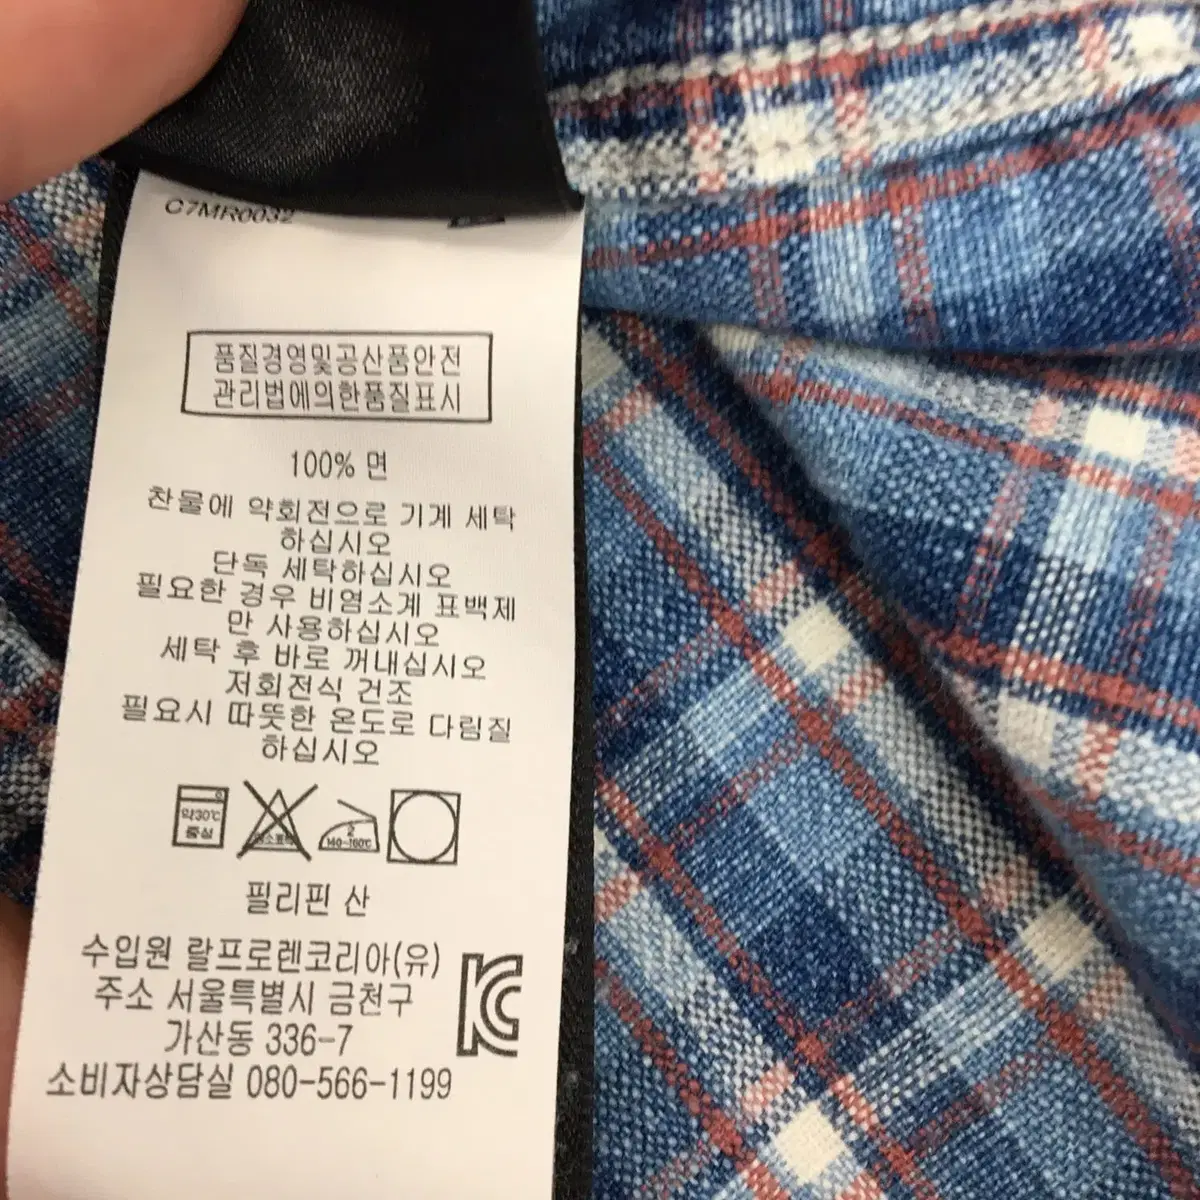 C7MR0032
품질경영및공산품안전
관리법에의한품질표시
100% 면
찬물에 약회전으로 기계 세탁
하십시오
단독 세탁하십시오
필요한 경우 비염소계 표백제
만 사용하십시오
세탁 후 바로 꺼내십시오
저회전식 건조
필요시 따뜻한 온도로 다림질
하십시오
약30℃
중성
2
140~160℃
필리핀 산
수입원 랄프로렌코리아(유)
주소 서울특별시 금천구
가산동 336-7
소비자상담실 080-566-1199